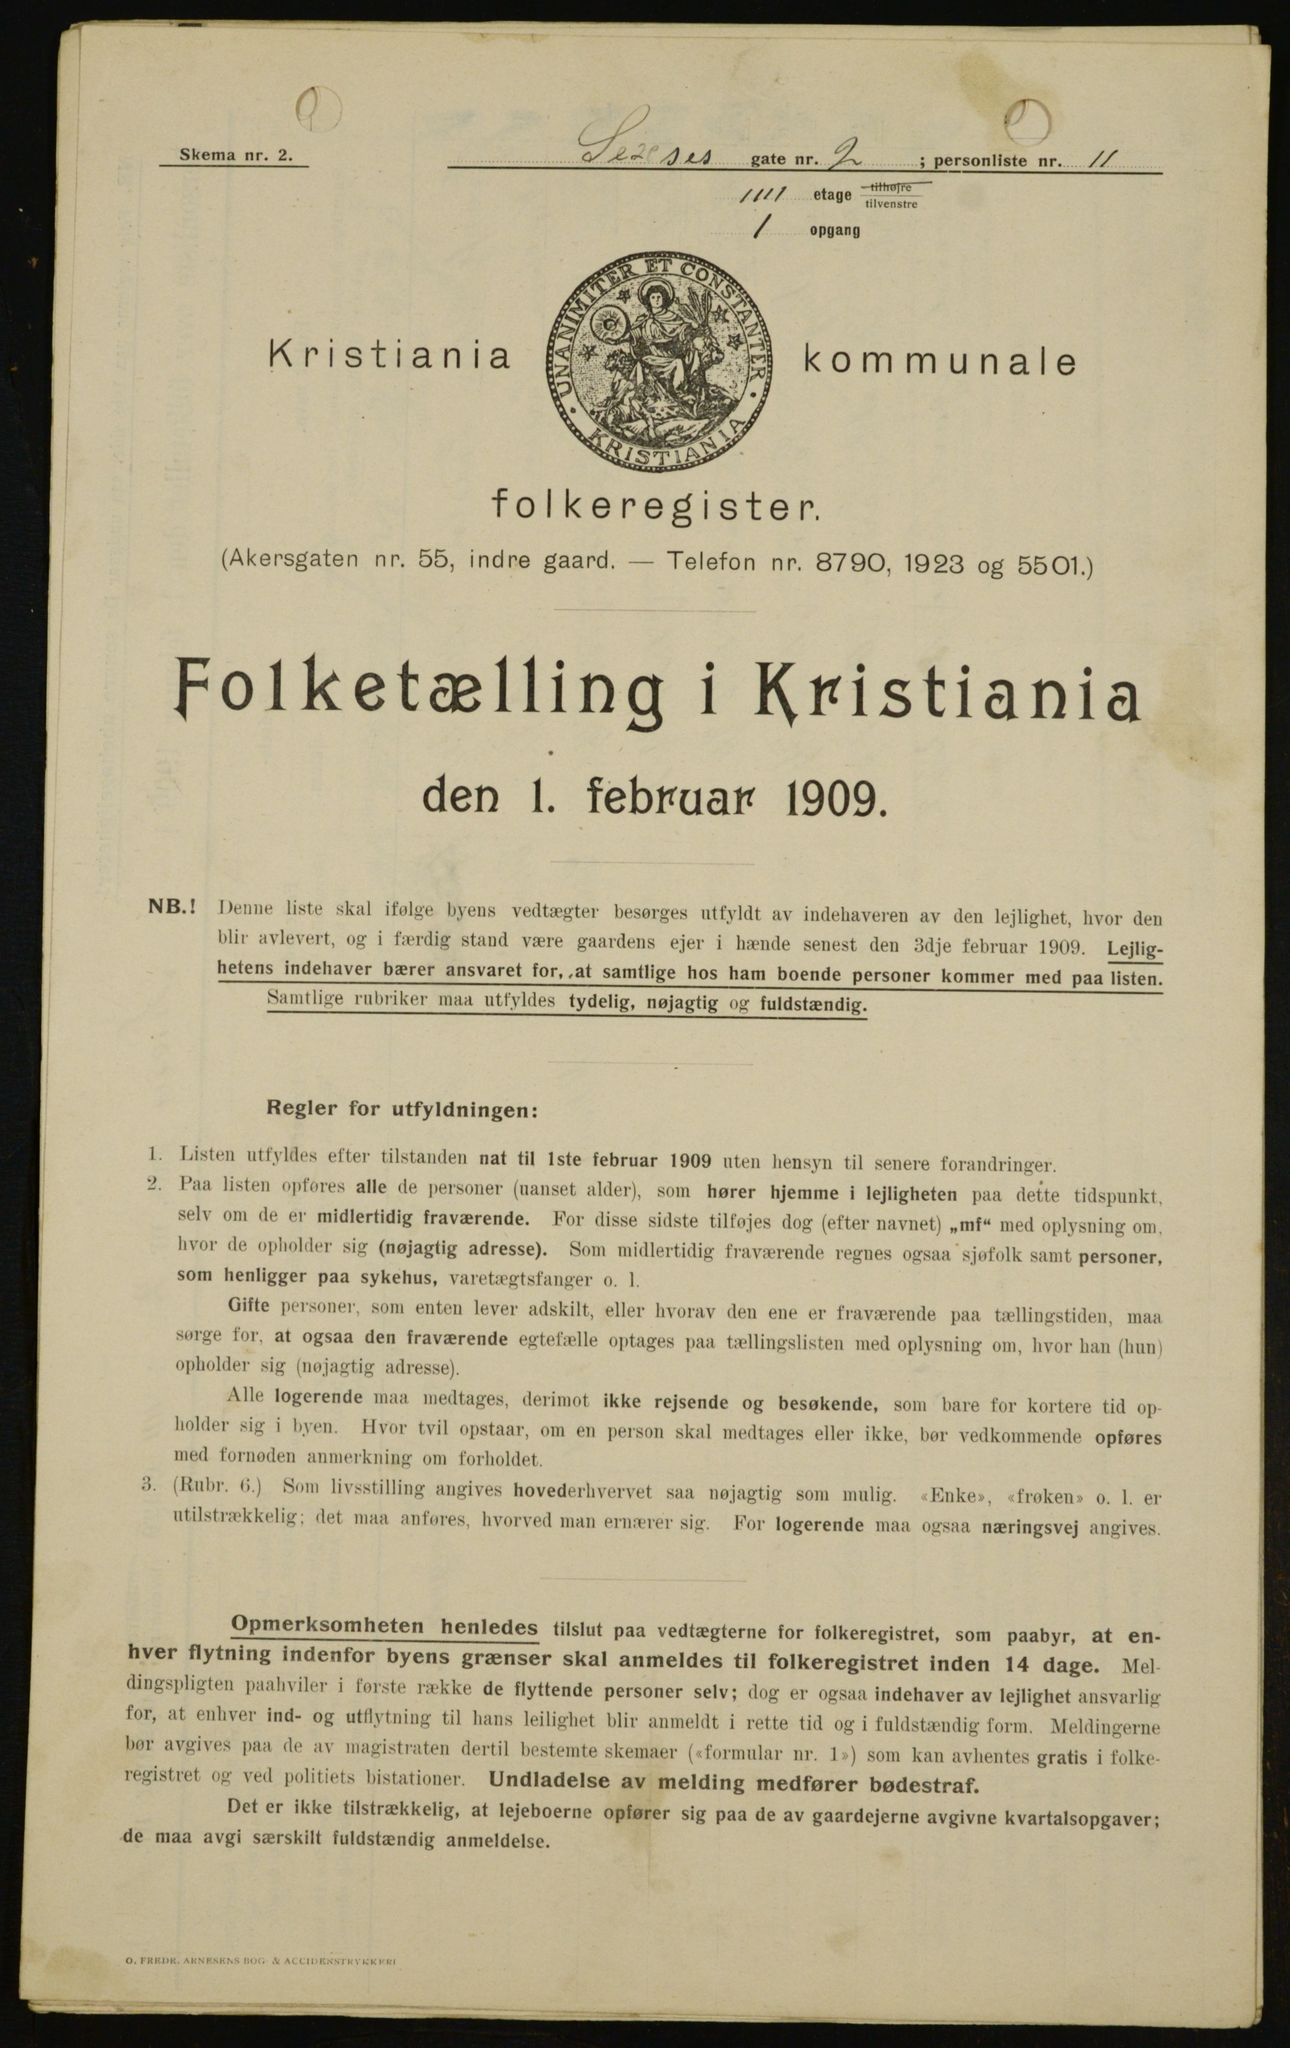 Skema nr. 2.
gate nr. 2 ; personliste nr. 11
1111 etage tilhøjre
tilvenstre
1 opgang
Kristiania kommunale
UNANIMITER ET CONSTANTER
KRISTIANIA
folkeregister.
(Akersgaten nr. 55, indre gaard. — Telefon nr. 8790, 1923 og 5501.)
Folketælling i Kristiania
den 1. februar 1909.
NB.! Denne liste skal ifølge byens vedtægter besørges utfyldt av indehaveren av den lejlighet, hvor den
blir avlevert, og i færdig stand være gaardens ejer i hænde senest den 3dje februar 1909. Lejlig-
hetens indehaver bærer ansvaret for, at samtlige hos ham boende personer kommer med paa listen.
Samtlige rubriker maa utfyldes tydelig, nøjagtig og fuldstændig.
Regler for utfyldningen:
1. Listen utfyldes efter tilstanden nat til 1ste februar 1909 uten hensyn til senere forandringer.
2. Paa listen opføres alle de personer (uanset alder), som hører hjemme i lejligheten paa dette tidspunkt,
selv om de er midlertidig fraværende. For disse sidste tilføjes dog (efter navnet) „mf“ med oplysning om,
hvor de opholder sig (nøjagtig adresse). Som midlertidig fraværende regnes ogsaa sjøfolk samt personer,
som henligger paa sykehus, varetægtsfanger o. l.
Gifte personer, som enten lever adskilt, eller hvorav den ene er fraværende paa tællingstiden, maa
sørge for, at ogsaa den fraværende egtefælle optages paa tællingslisten med oplysning om, hvor han (hun)
opholder sig (nøjagtig adresse).
Alle logerende maa medtages, derimot ikke rejsende og besøkende, som bare for kortere tid op-
holder sig i byen. Hvor tvil opstaar, om en person skal medtages eller ikke, bør vedkommende opføres
med fornøden anmerkning om forholdet.
3. (Rubr. 6.) Som livsstilling angives hovederhvervet saa nøjagtig som mulig. «Enke», «frøken» o. l. er
utilstrækkelig; det maa anføres, hvorved man ernærer sig. For logerende maa ogsaa næringsvej angives.
Opmerksomheten henledes tilslut paa vedtægterne for folkeregistret, som paabyr, at en-
hver flytning indenfor byens grænser skal anmeldes til folkeregistret inden 14 dage. Mel-
dingspligten paahviler i første række de flyttende personer selv; dog er ogsaa indehaver av lejlighet ansvarlig
for, at enhver ind- og utflytning til hans leilighet blir anmeldt i rette tid og i fuldstændig form. Meldingerne
bør avgives paa de av magistraten dertil bestemte skemaer («formular nr. 1») som kan avhentes gratis i folke-
registret og ved politiets bistationer. Undladelse av melding medfører bødestraf.
Det er ikke tilstrækkelig, at lejeboerne opfører sig paa de av gaardejerne avgivne kvartalsopgaver;
de maa avgi særskilt fuldstændig anmeldelse.
O. FREDR. ARNESENS BOG- & ACCIDENSTRYKKERI